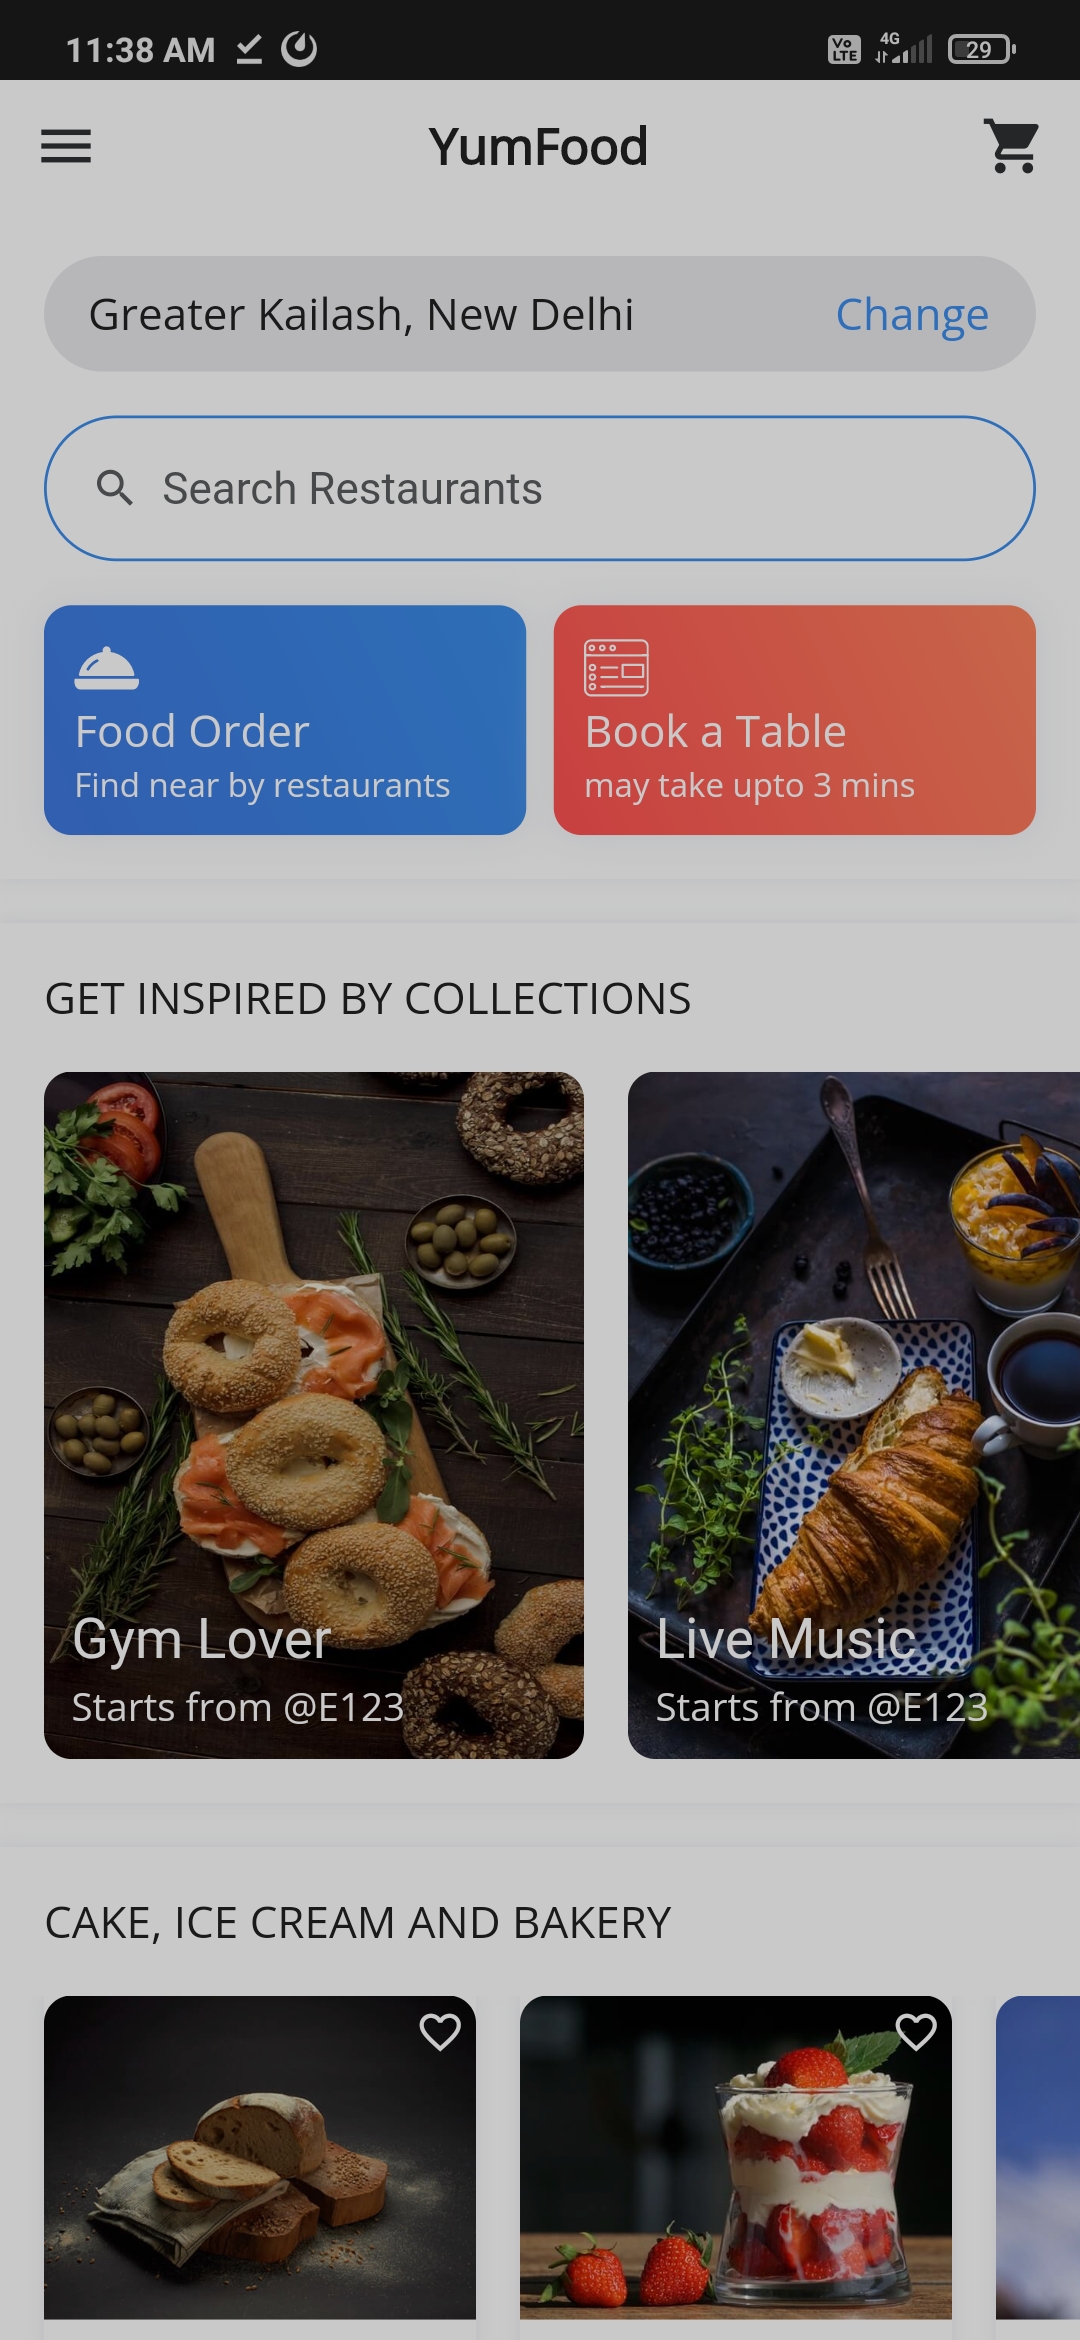 11:38 AM
Vo LTE 4G 29
YumFood
Greater Kailash, New Delhi Change
Search Restaurants
Food Order
Find near by restaurants
Book a Table
may take upto 3 mins
GET INSPIRED BY COLLECTIONS
Gym Lover
Starts from @E123
Live Music
Starts from @E123
CAKE, ICE CREAM AND BAKERY